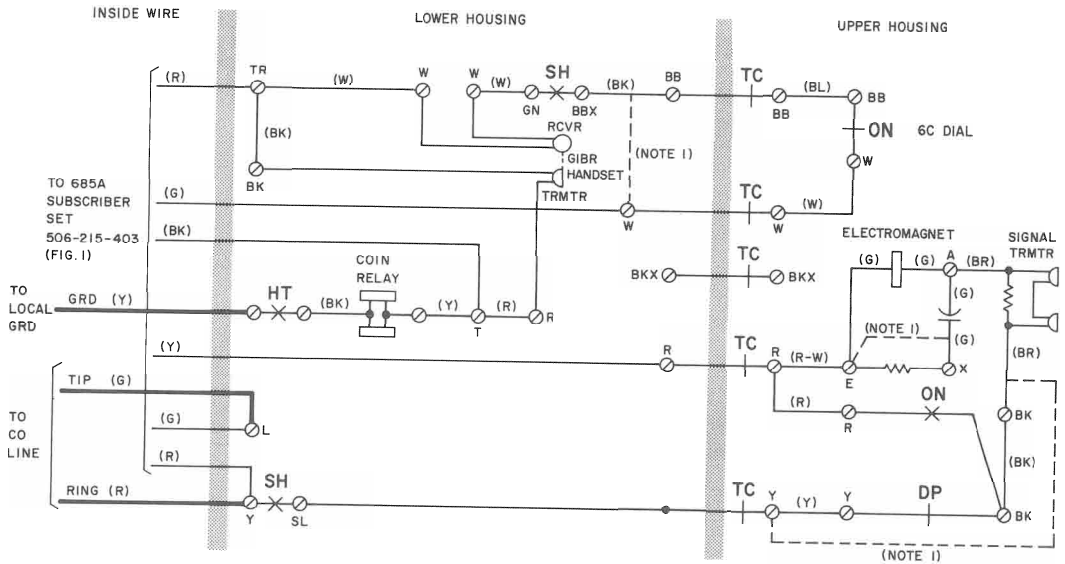 INSIDE WIRE
LOWER HOUSING
UPPER HOUSING
(R)
TR
(W)
W
W
(W)
SH
(BK)
BB
TC
(BL)
BB
GN
BBX
BB
(BK)
RCVR
(NOTE 1)
ON
6C DIAL
GIBR
HANDSET
W
BK
TRMTR
TO 685A
SUBSCRIBER
SET
506-215-403
(FIG. 1)
(G)
W
TC
W
(W)
(BK)
ELECTROMAGNET
SIGNAL
TRMTR
COIN
RELAY
BKX
TC
BKX
(G)
(G)
A
(BR)
TO
LOCAL
GRD
GRD (Y)
HT
(BK)
(Y)
T
(R)
R
(G)
(NOTE 1)
(G)
(Y)
R
TC
R
(R-W)
E
X
(BR)
TIP (G)
(R)
R
ON
BK
TO
CO
LINE
(G)
L
(R)
(BK)
RING (R)
Y
SH
SL
TC
Y
(Y)
Y
DP
BK
(NOTE 1)